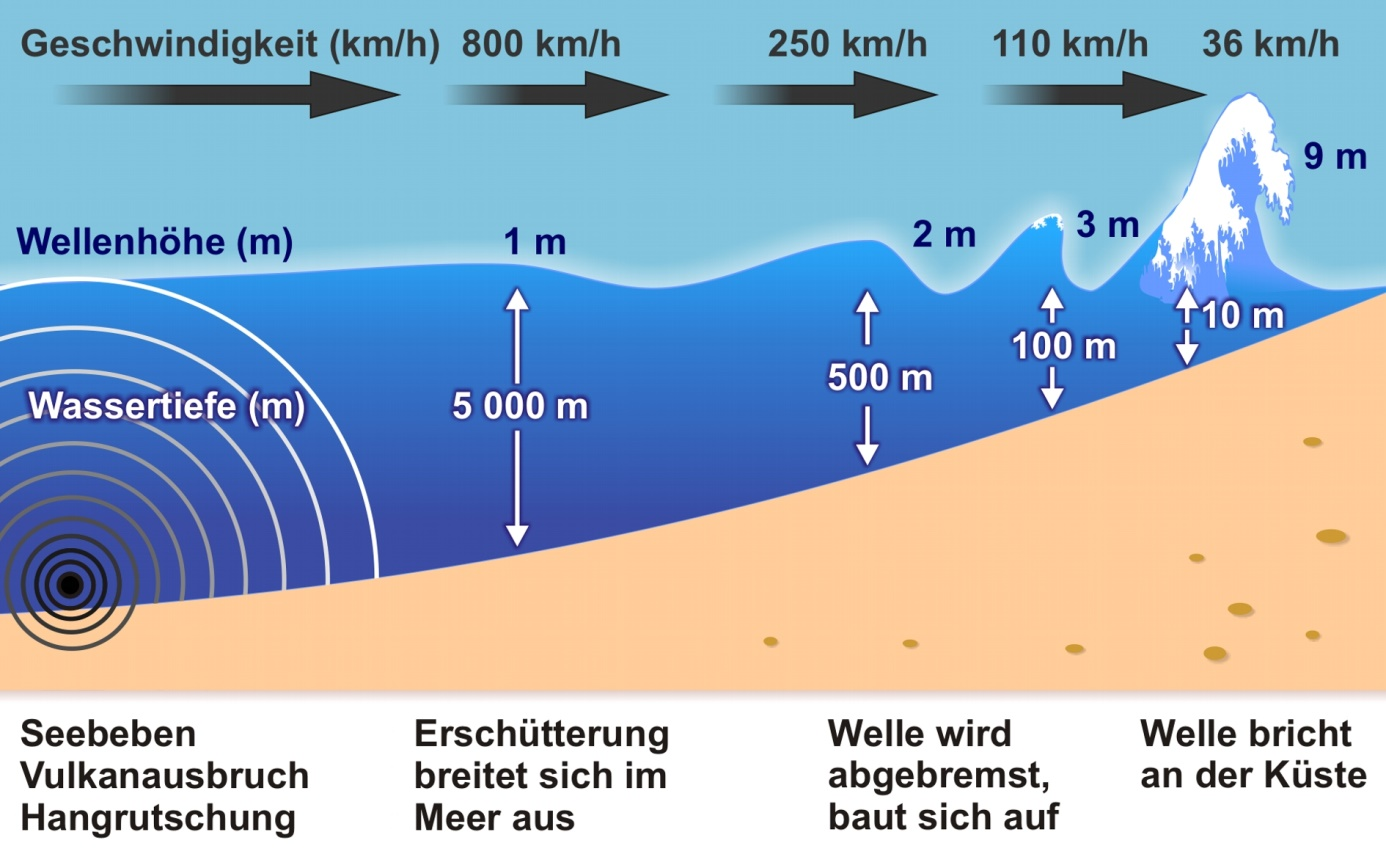 Geschwindigkeit (km/h) 800 km/h 250 km/h 110 km/h 36 km/h
9 m
Wellenhöhe (m) 1 m 2 m 3 m
10 m
100 m
500 m
Wassertiefe (m) 5 000 m
Seebeben
Vulkanausbruch
Hangrutschung
Erschütterung
breitet sich im
Meer aus
Welle wird
abgebremst,
baut sich auf
Welle bricht
an der Küste